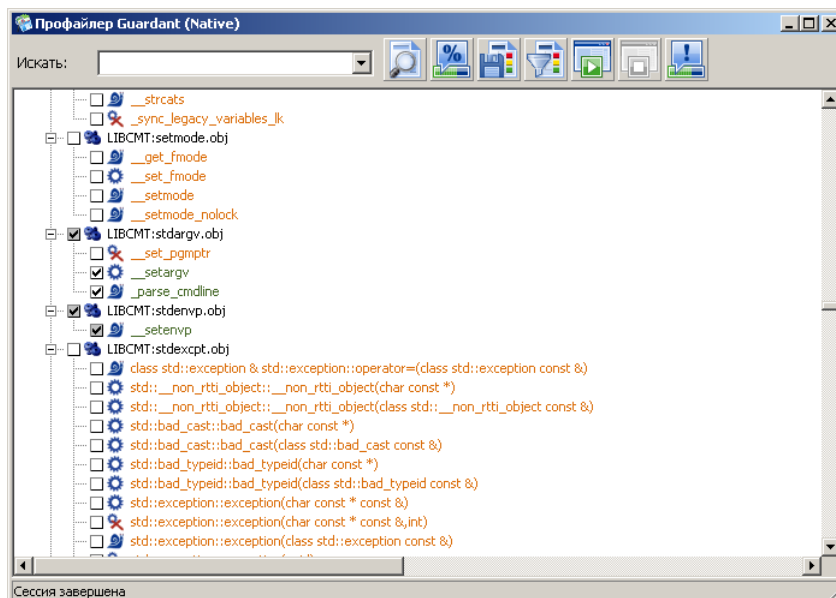 Профайлер Guardant (Native)
Искать:
__strcats
_sync_legacy_variables_lk
LIBCMT:setmode.obj
__get_fmode
__set_fmode
__setmode
__setmode_nolock
LIBCMT:stdargv.obj
__set_pgmptr
__setargv
_parse_cmdline
LIBCMT:stdenvp.obj
__setenvp
LIBCMT:stdexcpt.obj
class std::exception & std::exception::operator=(class std::exception const &)
std::__non_rtti_object::__non_rtti_object(char const *)
std::__non_rtti_object::__non_rtti_object(class std::__non_rtti_object const &)
std::bad_cast::bad_cast(char const *)
std::bad_cast::bad_cast(class std::bad_cast const &)
std::bad_typeid::bad_typeid(char const *)
std::bad_typeid::bad_typeid(class std::bad_typeid const &)
std::exception::exception(char const * const &)
std::exception::exception(char const * const &,int)
std::exception::exception(class std::exception const &)
Сессия завершена